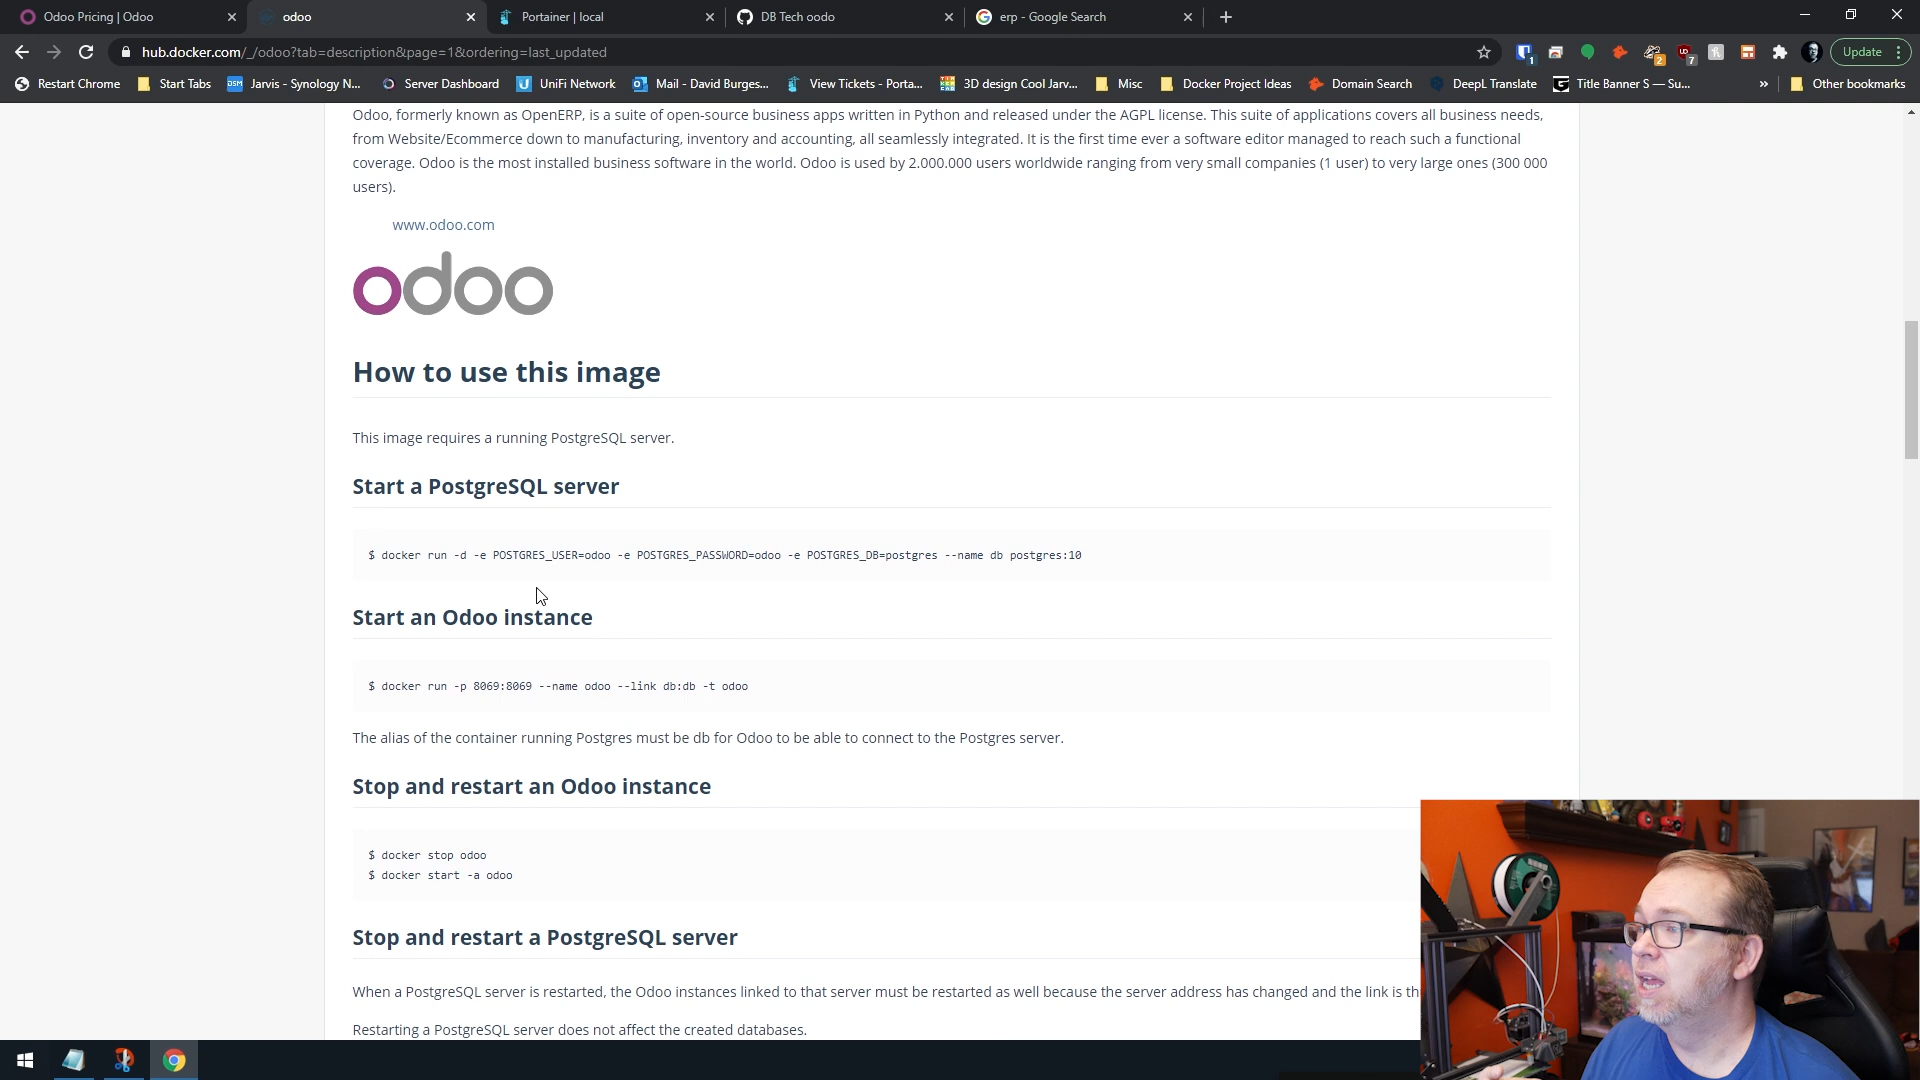 Odoo Pricing | Odoo
odoo
Portainer | local
DB Tech oodo
erp - Google Search
hub.docker.com/_/odoo?tab=description&page=1&ordering=last_updated
1
2
7
Update
Restart Chrome
Start Tabs
Jarvis - Synology N...
Server Dashboard
UniFi Network
Mail - David Burges...
View Tickets - Porta...
3D design Cool Jarv...
Misc
Docker Project Ideas
Domain Search
DeepL Translate
Title Banner S — Su...
»
Other bookmarks
Odoo, formerly known as OpenERP, is a suite of open-source business apps written in Python and released under the AGPL license. This suite of applications covers all business needs,
from Website/Ecommerce down to manufacturing, inventory and accounting, all seamlessly integrated. It is the first time ever a software editor managed to reach such a functional
coverage. Odoo is the most installed business software in the world. Odoo is used by 2.000.000 users worldwide ranging from very small companies (1 user) to very large ones (300 000
users).
www.odoo.com
odoo
How to use this image
This image requires a running PostgreSQL server.
Start a PostgreSQL server
$ docker run -d -e POSTGRES_USER=odoo -e POSTGRES_PASSWORD=odoo -e POSTGRES_DB=postgres --name db postgres:10
Start an Odoo instance
$ docker run -p 8069:8069 --name odoo --link db:db -t odoo
The alias of the container running Postgres must be db for Odoo to be able to connect to the Postgres server.
Stop and restart an Odoo instance
$ docker stop odoo
$ docker start -a odoo
Stop and restart a PostgreSQL server
When a PostgreSQL server is restarted, the Odoo instances linked to that server must be restarted as well because the server address has changed and the link is th
Restarting a PostgreSQL server does not affect the created databases.